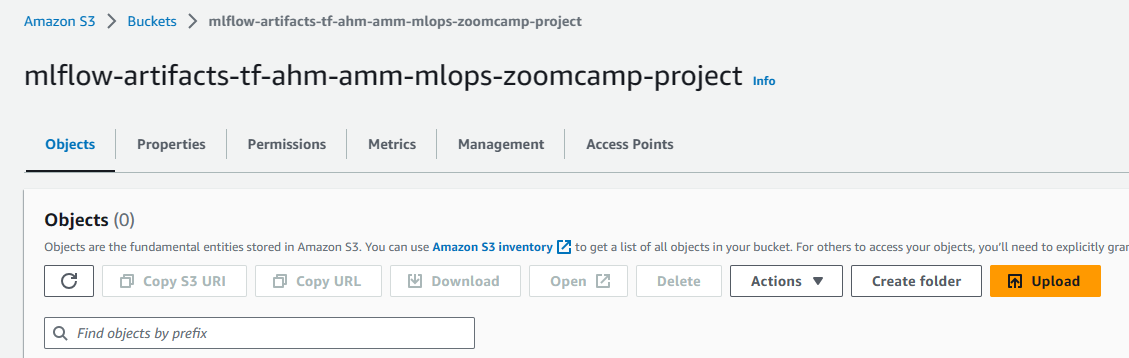 Amazon S3 > Buckets > mlflow-artifacts-tf-ahm-amm-mlops-zoomcamp-project
mlflow-artifacts-tf-ahm-amm-mlops-zoomcamp-project Info
Objects Properties Permissions Metrics Management Access Points
Objects (0)
Objects are the fundamental entities stored in Amazon S3. You can use Amazon S3 inventory to get a list of all objects in your bucket. For others to access your objects, you'll need to explicitly gran
Copy S3 URI Copy URL Download Open Delete Actions Create folder Upload
Find objects by prefix